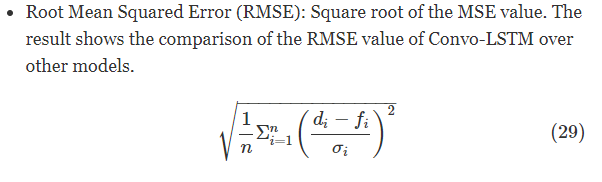 • Root Mean Squared Error (RMSE): Square root of the MSE value. The
result shows the comparison of the RMSE value of Convo-LSTM over
other models.
\sqrt{\frac{1}{n} \Sigma_{i=1}^{n} \left( \frac{d_i - f_i}{\sigma_i} \right)^2} (29)